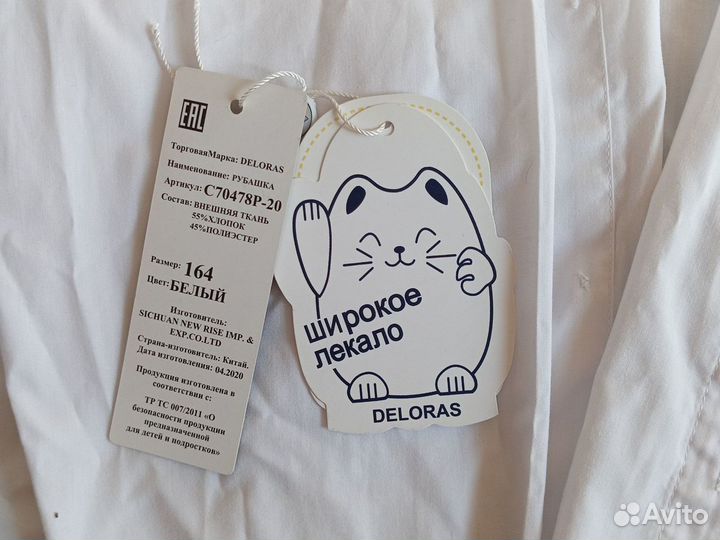 EAC
ТорговаяМарка: DELORAS
Наименование: РУБАШКА
Артикул: C70478P-20
Состав: ВНЕШНЯЯ ТКАНЬ
55%ХЛОПОК
45%ПОЛИЭСТЕР
Размер: 164
Цвет: БЕЛЫЙ
Изготовитель:
SICHUAN NEW RISE IMP. &
EXP.CO.LTD
Страна-изготовитель: Китай.
Дата изготовления: 04.2020
Продукция изготовлена в
соответствии с:
ТР ТС 007/2011 «О
безопасности продукции
предназначенной
для детей и подростков»
широкое
лекало
DELORAS
Avito